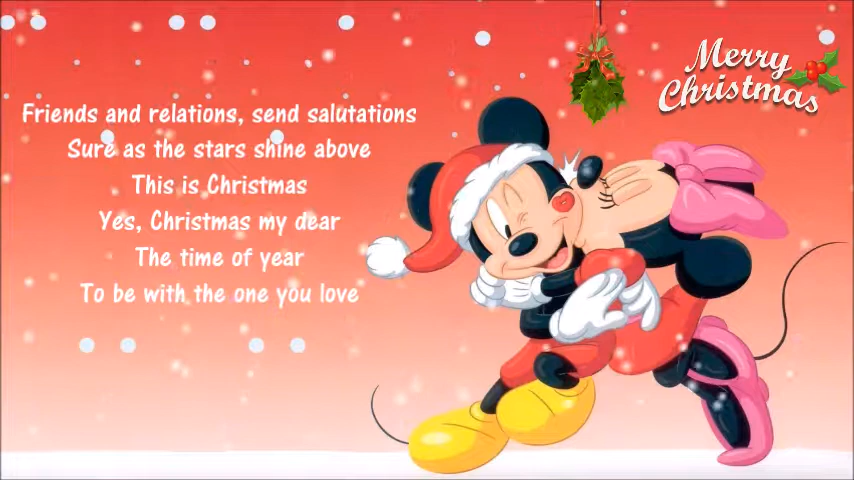 Merry
Christmas
Friends and relations, send salutations
Sure as the stars shine above
This is Christmas
Yes, Christmas my dear
The time of year
To be with the one you love